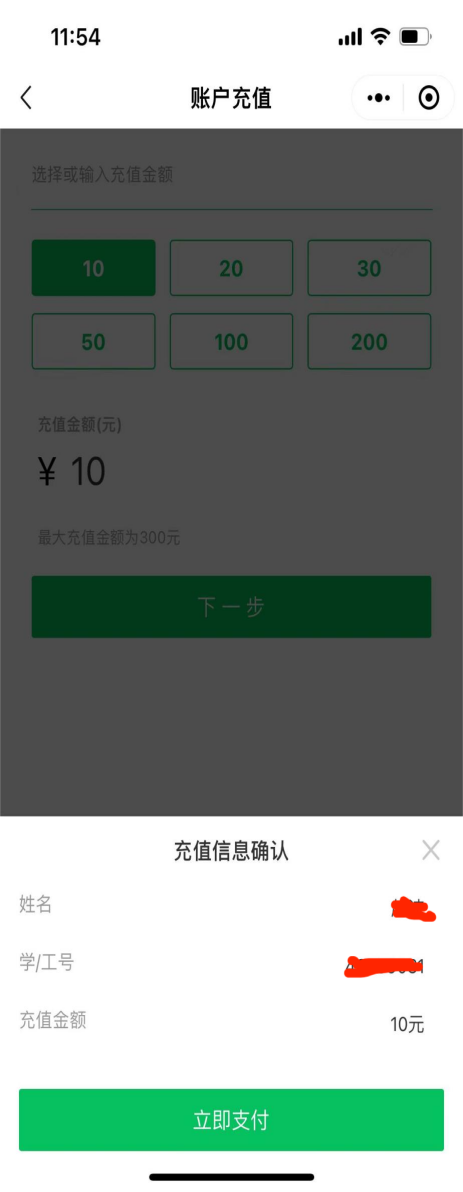 11:54
账户充值
选择或输入充值金额
10 20 30
50 100 200
充值金额(元)
¥ 10
最大充值金额为300元
下一步
充值信息确认
姓名
学/工号
充值金额 10元
立即支付